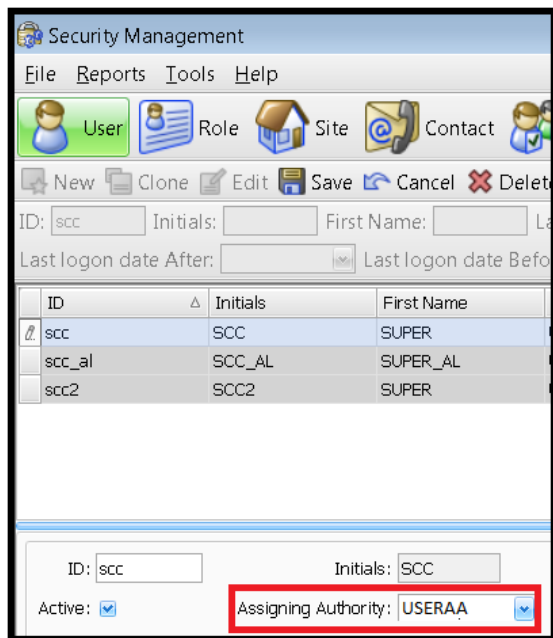 Security Management
File Reports Tools Help
User Role Site Contact
New Clone Edit Save Cancel Delete
ID: scc Initials: First Name: La
Last logon date After: Last logon date Befo
ID Initials First Name
scc SCC SUPER
scc_al SCC_AL SUPER_AL
scc2 SCC2 SUPER
ID: scc Initials: SCC
Active: Assigning Authority: USERAA